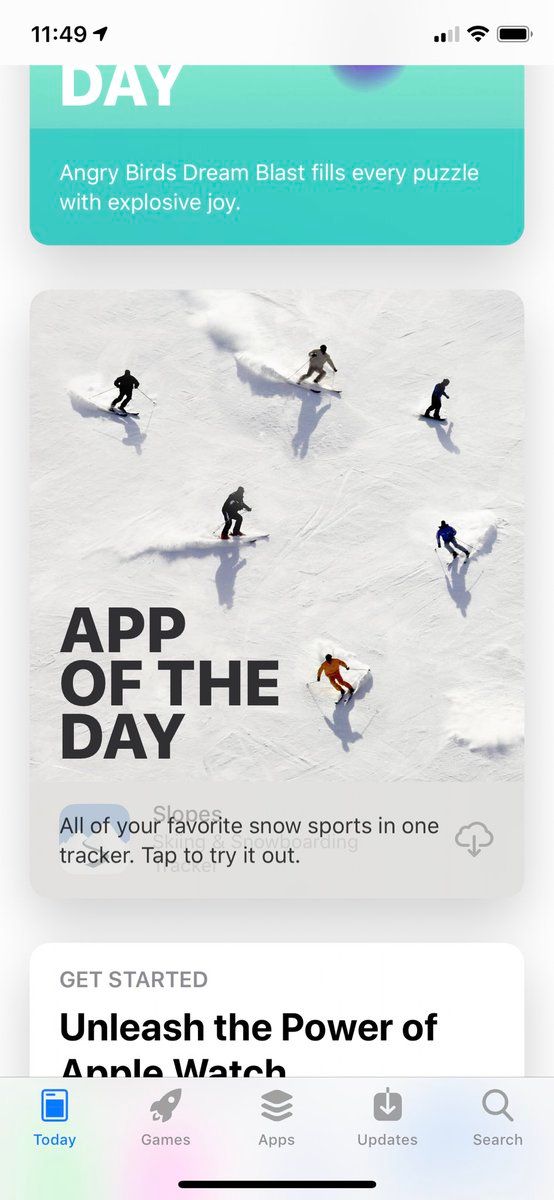 11:49
DAY
Angry Birds Dream Blast fills every puzzle
with explosive joy.
APP
OF THE
DAY
Slopes
Skiing & Snowboarding
Tracker
All of your favorite snow sports in one
tracker. Tap to try it out.
GET STARTED
Unleash the Power of
Apple Watch
Today
Games
Apps
Updates
Search